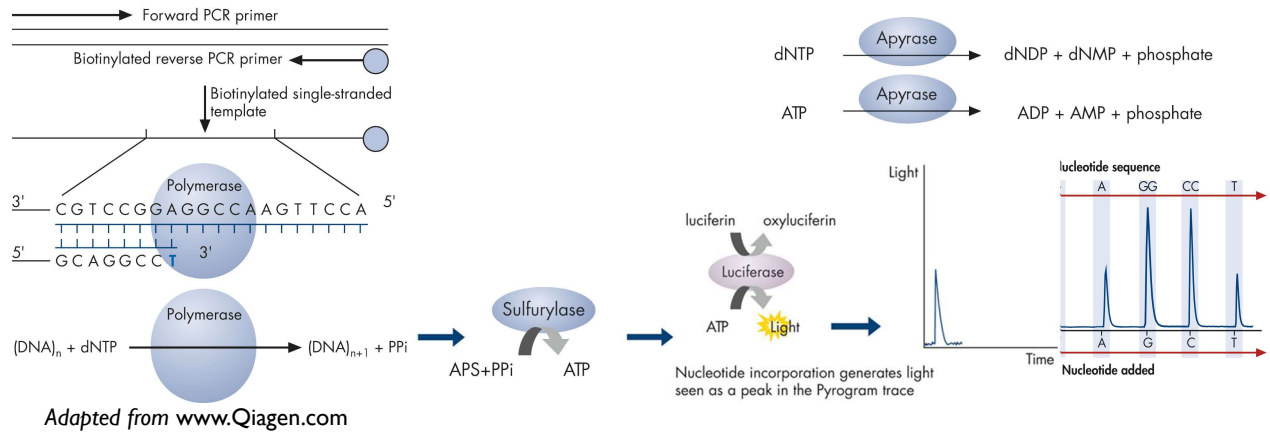 Forward PCR primer
Biotinylated reverse PCR primer
Biotinylated single-stranded
template
Polymerase
3' CGTCCGGAGGCCAAGTTCCA 5'
5' GCAGGCCT 3'
Polymerase
(DNA)n + dNTP (DNA)n+1 + PPi
Adapted from www.Qiagen.com
Sulfurylase
APS+PPi ATP
dNTP Apyrase dNDP + dNMP + phosphate
ATP Apyrase ADP + AMP + phosphate
luciferin oxyluciferin
Luciferase
ATP Light
Nucleotide incorporation generates light
seen as a peak in the Pyrogram trace
Light
Time
ucleotide sequence
A GG CC T
A G C T
Nucleotide added